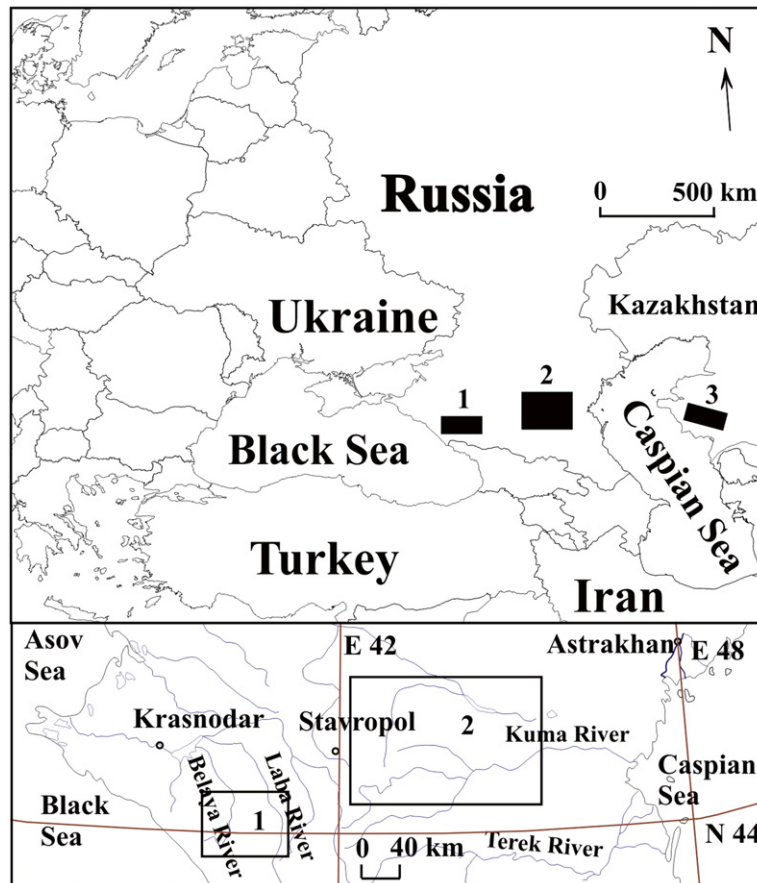 N
Russia
0 500 km
Ukraine
Kazakhstan
1
2
3
Black Sea
Caspian Sea
Turkey
Iran
Asov
Sea
E 42
Astrakhan
E 48
Krasnodar
Stavropol
2
Kuma River
Belaya River
Laba River
Caspian
Sea
Black
Sea
1
N 44
0 40 km
Terek River